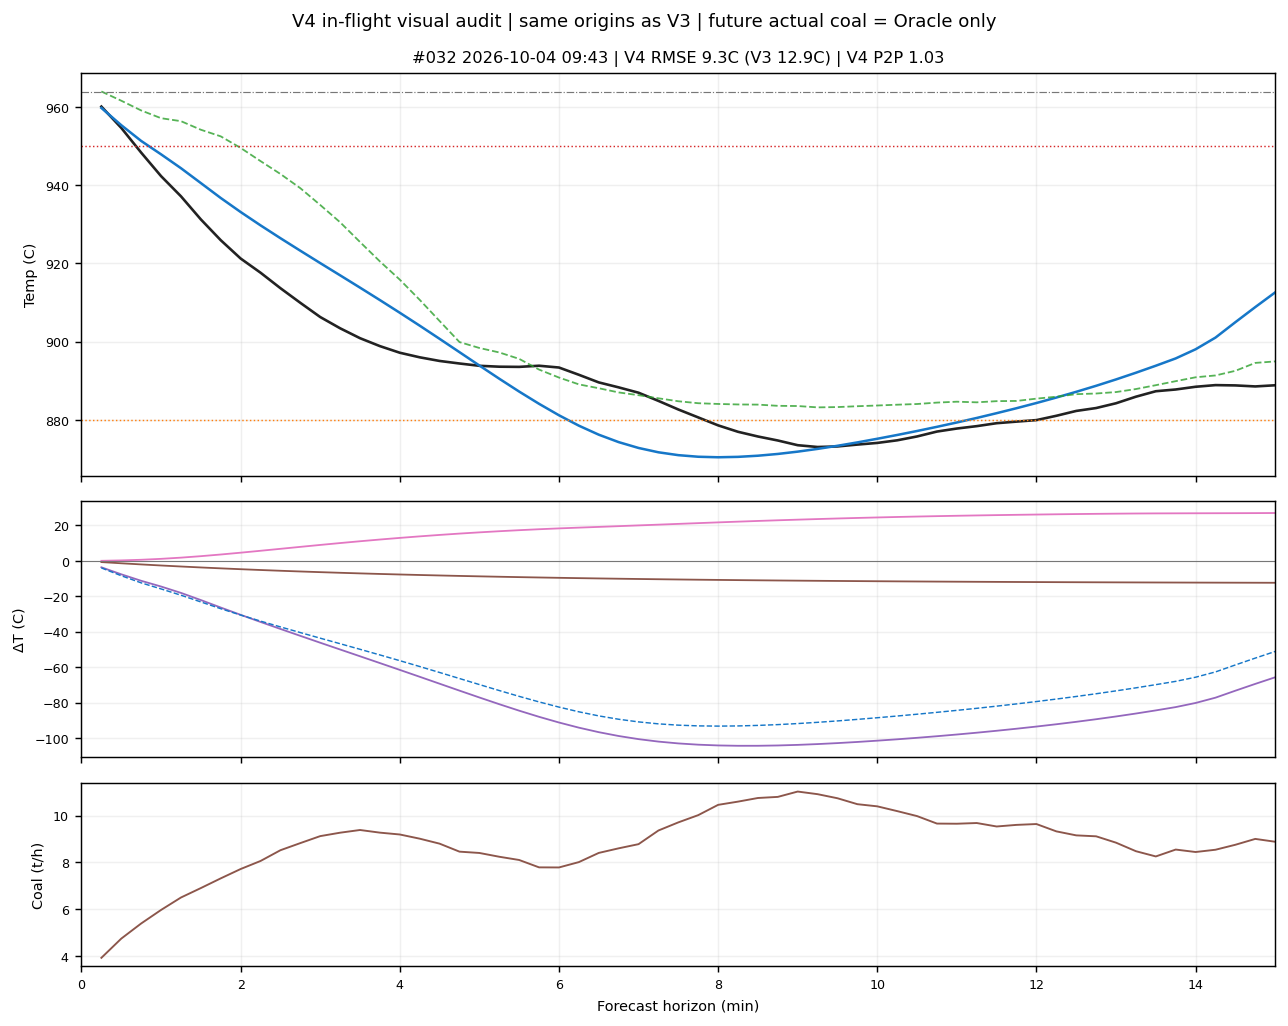 V4 in-flight visual audit | same origins as V3 | future actual coal = Oracle only
#032 2026-10-04 09:43 | V4 RMSE 9.3C (V3 12.9C) | V4 P2P 1.03
Temp (C)
960
940
920
900
880
ΔT (C)
20
0
−20
−40
−60
−80
−100
Coal (t/h)
10
8
6
4
0 2 4 6 8 10 12 14
Forecast horizon (min)